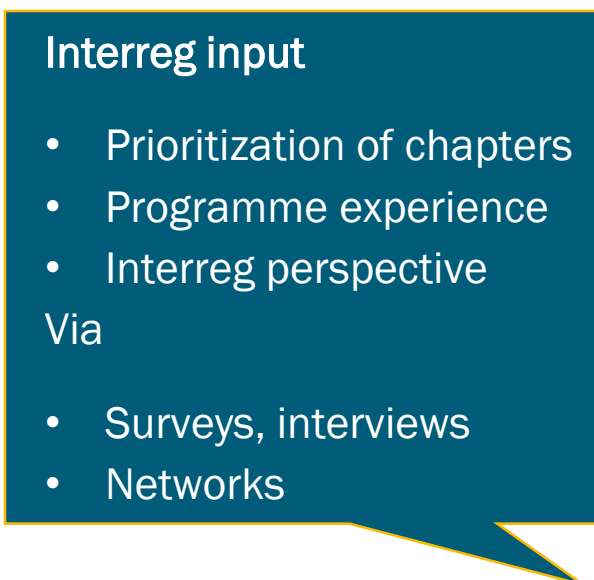 Interreg input
• Prioritization of chapters
• Programme experience
• Interreg perspective
Via
• Surveys, interviews
• Networks